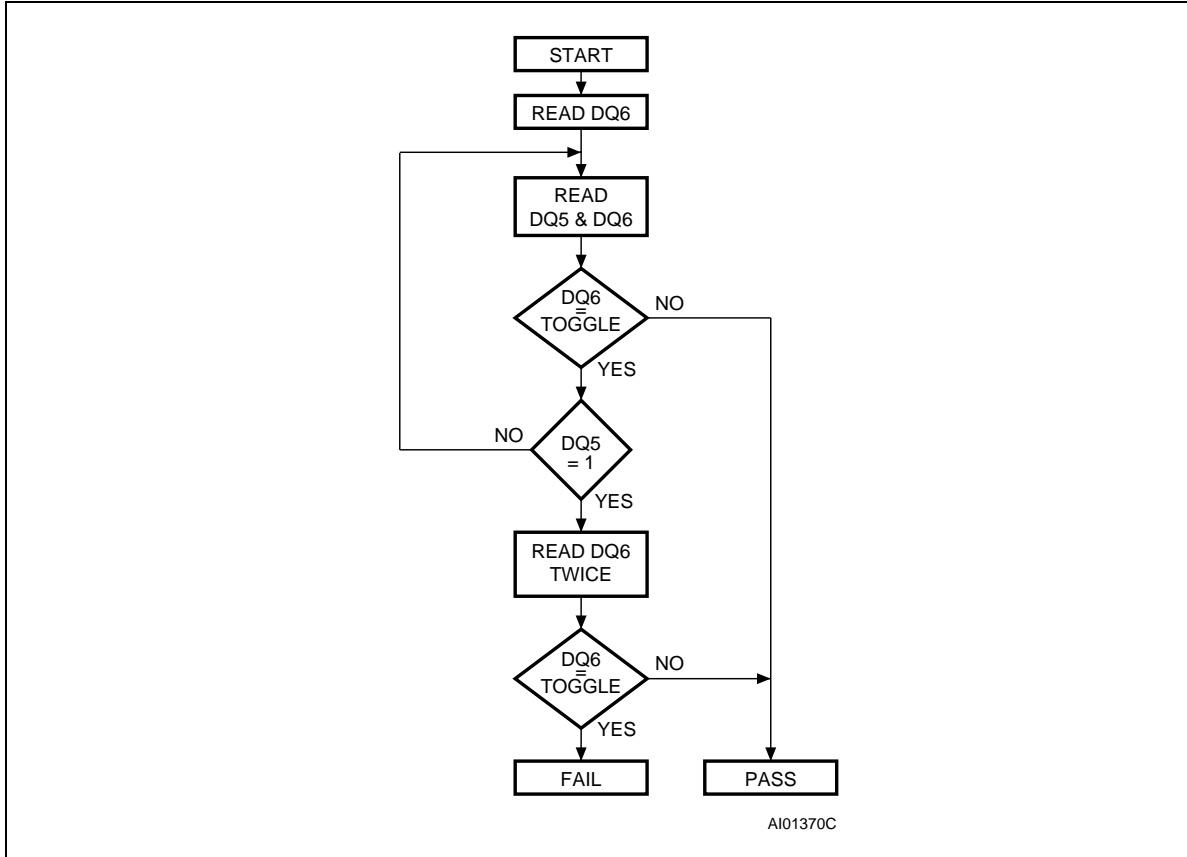 START
READ DQ6
READ
DQ5 & DQ6
DQ6
=
TOGGLE
NO
YES
NO
DQ5
= 1
YES
READ DQ6
TWICE
DQ6
=
TOGGLE
NO
YES
FAIL
PASS
AI01370C